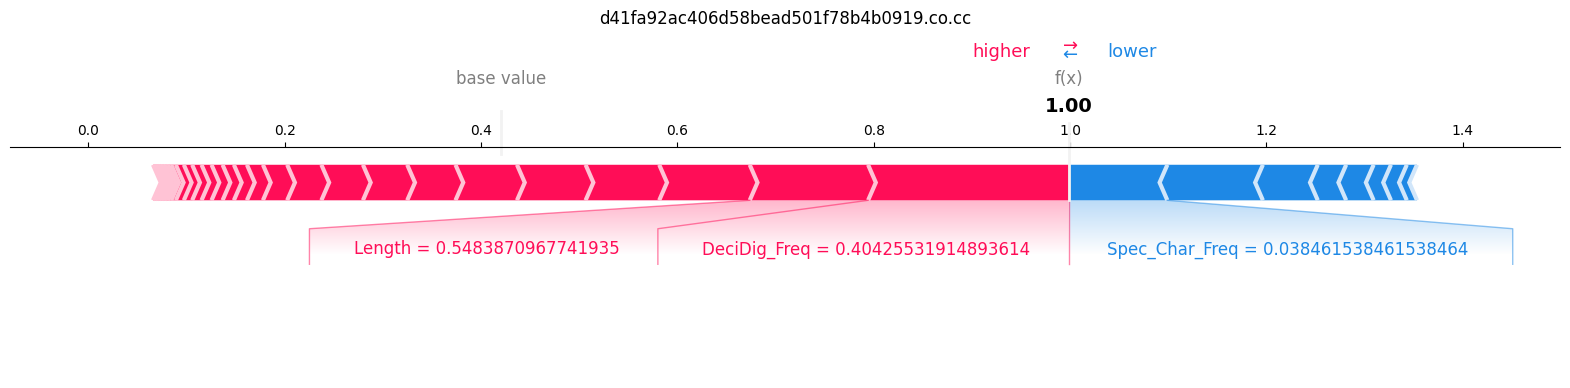 d41fa92ac406d58bead501f78b4b0919.co.cc
higher → ← lower
base value f(x)
1.00
0.0 0.2 0.4 0.6 0.8 1.0 1.2 1.4
Length = 0.5483870967741935 DeciDig_Freq = 0.40425531914893614 Spec_Char_Freq = 0.038461538461538464